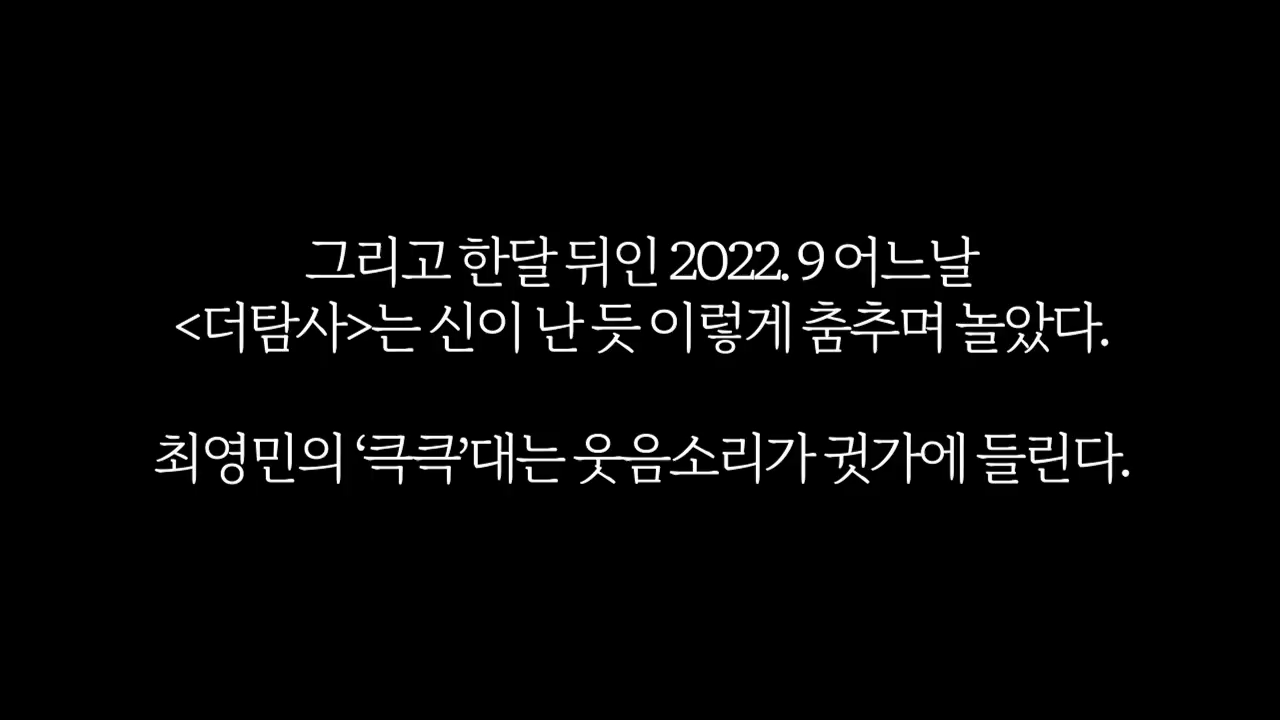 그리고 한달 뒤인 2022. 9 어느날
<더탐사>는 신이 난 듯 이렇게 춤추며 놀았다.
최영민의 ‘큭큭’대는 웃음소리가 귓가에 들린다.